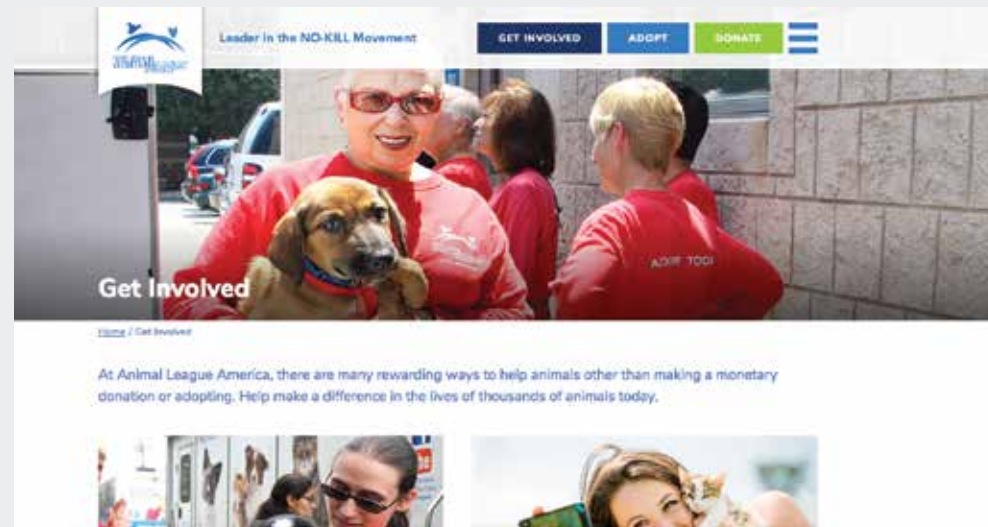 Leader in the NO-KILL Movement
GET INVOLVED
ADOPT
DONATE
Get Involved
Home / Get Involved
At Animal League America, there are many rewarding ways to help animals other than making a monetary
donation or adopting. Help make a difference in the lives of thousands of animals today.